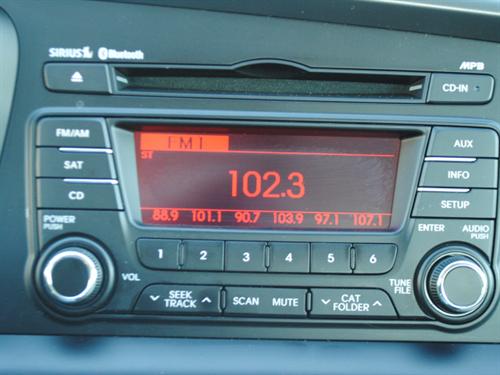 SIRIUS Bluetooth MP3
CD-IN
FM/AM FM1 AUX
ST
SAT 102.3 INFO
CD SETUP
88.9 101.1 90.7 103.9 97.1 107.1
POWER PUSH ENTER AUDIO PUSH
1 2 3 4 5 6
VOL TUNE FILE
SEEK TRACK SCAN MUTE CAT FOLDER